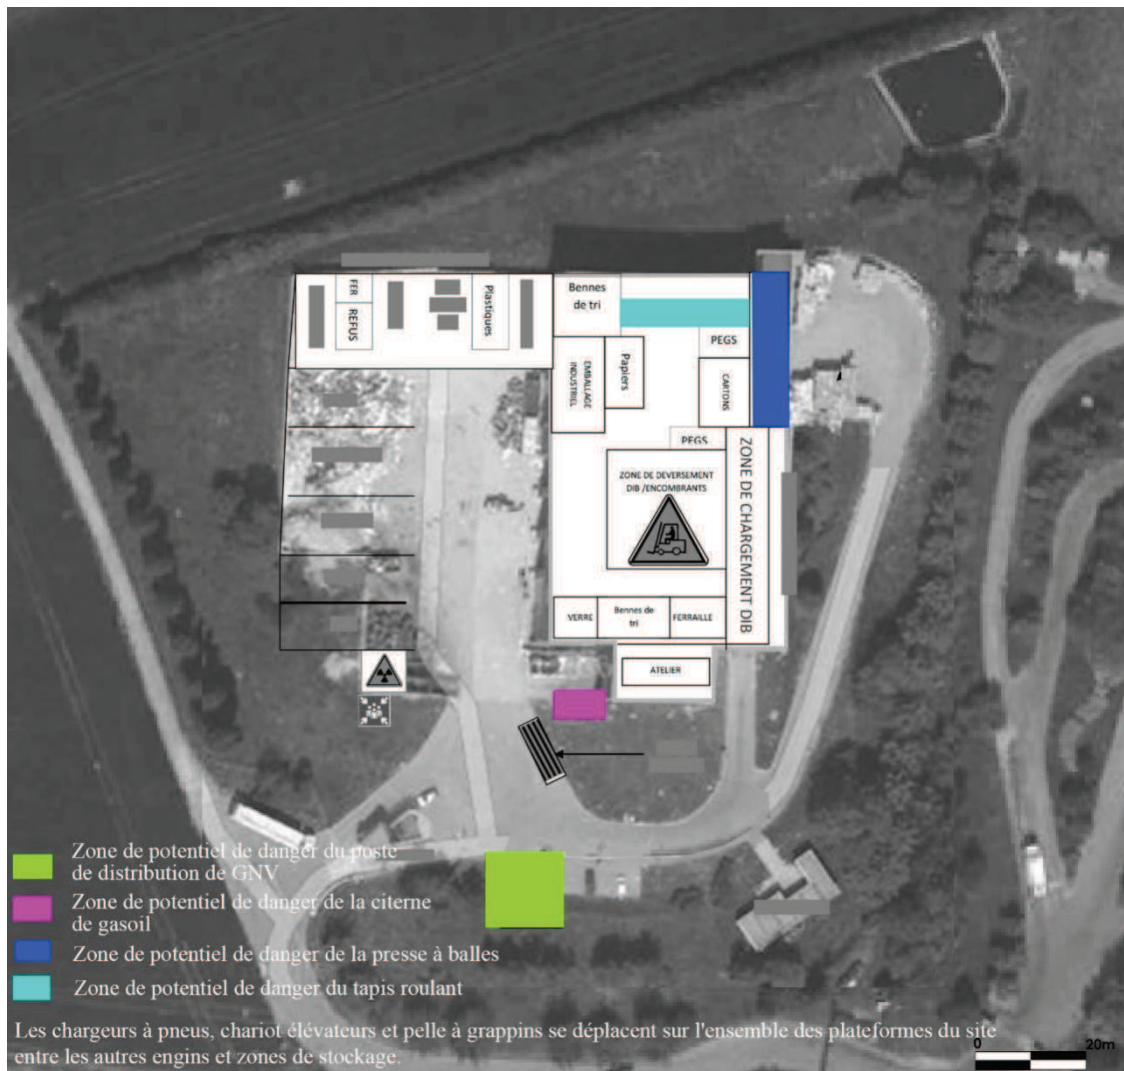 FER
REFUS
Plastiques
Bennes
de tri
PEGS
EMBALLAGE
INDUSTRIEL
Papiers
CARTONS
PEGS
ZONE DE DEVERSEMENT
DIB /ENCOMBRANTS
ZONE DE CHARGEMENT DIB
VERRE
Bennes de
tri
FERRAILLE
ATELIER
Zone de potentiel de danger du poste
de distribution de GNV
Zone de potentiel de danger de la citerne
de gasoil
Zone de potentiel de danger de la presse à balles
Zone de potentiel de danger du tapis roulant
Les chargeurs à pneus, chariot élévateurs et pelle à grappins se déplacent sur l'ensemble des plateformes du site
entre les autres engins et zones de stockage.
0
20m